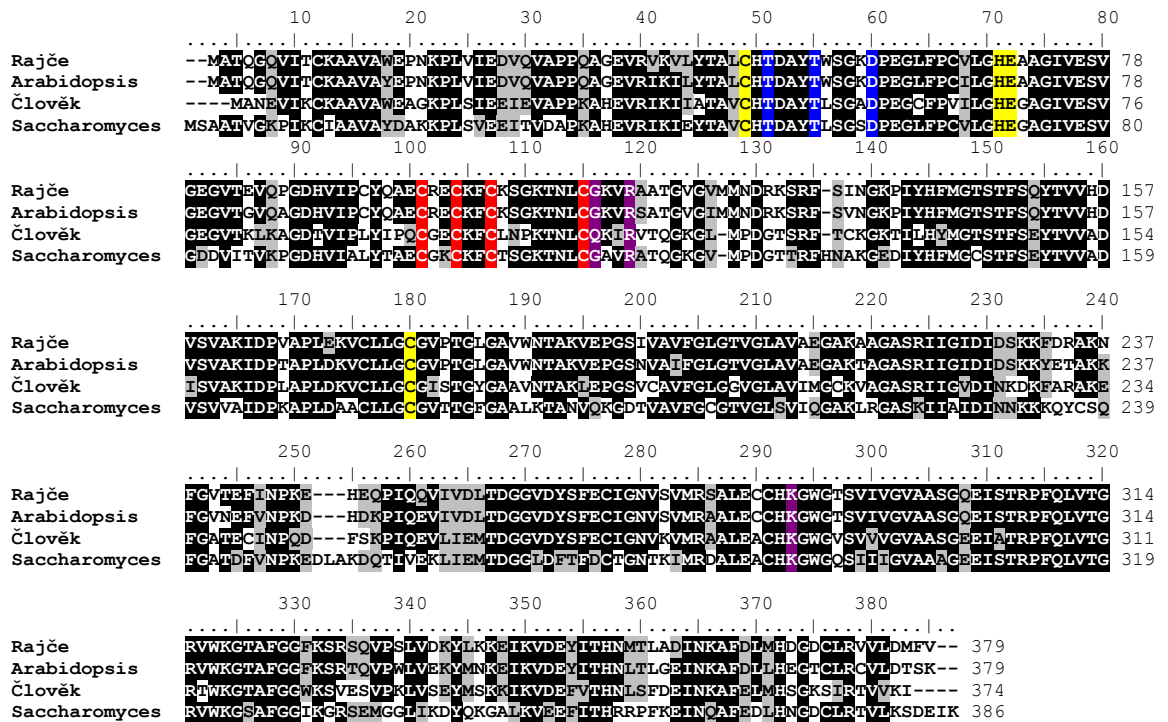 10 20 30 40 50 60 70 80
....|....|....|....|....|....|....|....|....|....|....|....|....|....|....|....|
Rajče --MATQGQVITCKAAVAWEPNKPLVIEDVQVAPPQAGEVRVKVLYTALCHTDAYTWSGKDPEGLFPCVLGHEAAGIVESV 78
Arabidopsis --MATQGQVITCKAAVAYEPNKPLVIEDVQVAPPQAGEVRIKILYTALCHTDAYTWSGKDPEGLFPCILGHEAAGIVESV 78
Člověk ----MANEVIKCKAAVAWEAGKPLSIEEIEVAPPKAHEVRIKIIATAVCHTDAYTLSGADPEGCFPVILGHEGAGIVESV 76
Saccharomyces MSAATVGKPIKCIAAVAYDAKKPLSVEEITVDAPKAHEVRIKIEYTAVCHTDAYTLSGSDPEGLFPCVLGHEGAGIVESV 80
90 100 110 120 130 140 150 160
....|....|....|....|....|....|....|....|....|....|....|....|....|....|....|....|
Rajče GEGVTEVQPGDHVIPCYQAECRECKFCKSGKTNLCGKVRAATGVGVMMNDRKSRF-SINGKPIYHFMGTSTFSQYTVVHD 157
Arabidopsis GEGVTGVQAGDHVIPCYQAECRECKFCKSGKTNLCGKVRSATGVGIMMNDRKSRF-SVNGKPIYHFMGTSTFSQYTVVHD 157
Člověk GEGVTKLKAGDTVIPLYIPQCGECKFCLNPKTNLCQKIRVTQGKGL-MPDGTSRF-TCKGKTILHYMGTSTFSEYTVVAD 154
Saccharomyces GDDVITVKPGDHVIALYTAECGKCKFCTSGKTNLCGAVRATQGKGV-MPDGTTRFHNAKGEDIYHFMGCSTFSEYTVVAD 159
170 180 190 200 210 220 230 240
....|....|....|....|....|....|....|....|....|....|....|....|....|....|....|....|
Rajče VSVAKIDPVAPLEKVCLLGCGVPTGLGAVWNTAKVEPGSIVAVFGLGTVGLAVAEGAKAAGASRIIGIDIDSKKFDRAKN 237
Arabidopsis VSVAKIDPTAPLDKVCLLGCGVPTGLGAVWNTAKVEPGSNVAIFGLGTVGLAVAEGAKTAGASRIIGIDIDSKKYETAKK 237
Člověk ISVAKIDPLAPLDKVCLLGCGISTGYGAAVNTAKLEPGSVCAVFGLGGVGLAVIMGCKVAGASRIIGVDINKDKFARAKE 234
Saccharomyces VSVVAIDPKAPLDAACLLGCGVTTGFGAALKTANVQKGDTVAVFGCGTVGLSVIQGAKLRGASKIIAIDINNKKKQYCSQ 239
250 260 270 280 290 300 310 320
....|....|....|....|....|....|....|....|....|....|....|....|....|....|....|....|
Rajče FGVTEFINPKE---HEQPIQQVIVDLTDGGVDYSFECIGNVSVMRSALECCHKGWGTSVIVGVAASGQEISTRPFQLVTG 314
Arabidopsis FGVNEFVNPKD---HDKPIQEVIVDLTDGGVDYSFECIGNVSVMRAALECCHKGWGTSVIVGVAASGQEISTRPFQLVTG 314
Člověk FGATECINPQD---FSKPIQEVLIEMTDGGVDYSFECIGNVKVMRAALEACHKGWGVSVVVGVAASGEEIATRPFQLVTG 311
Saccharomyces FGATDFVNPKEDLAKDQTIVEKLIEMTDGGLDFTFDCTGNTKIMRDALEACHKGWGQSIIIGVAAAGEEISTRPFQLVTG 319
330 340 350 360 370 380
....|....|....|....|....|....|....|....|....|....|....|....|....|..
Rajče RVWKGTAFGGFKSRSQVPSLVDKYLKKEIKVDEYITHNMTLADINKAFDLMHDGDCLRVVLDMFV-- 379
Arabidopsis RVWKGTAFGGFKSRTQVPWLVEKYMNKEIKVDEYITHNLTLGEINKAFDLLHEGTCLRCVLDTSK-- 379
Člověk RTWKGTAFGGWKSVESVPKLVSEYMSKKIKVDEFVTHNLSFDEINKAFELMHSGKSIRTVVKI---- 374
Saccharomyces RVWKGSAFGGIKGRSEMGGLIKDYQKGALKVEEFITHRRPFKEINQAFEDLHNGDCLRTVLKSDEIK 386